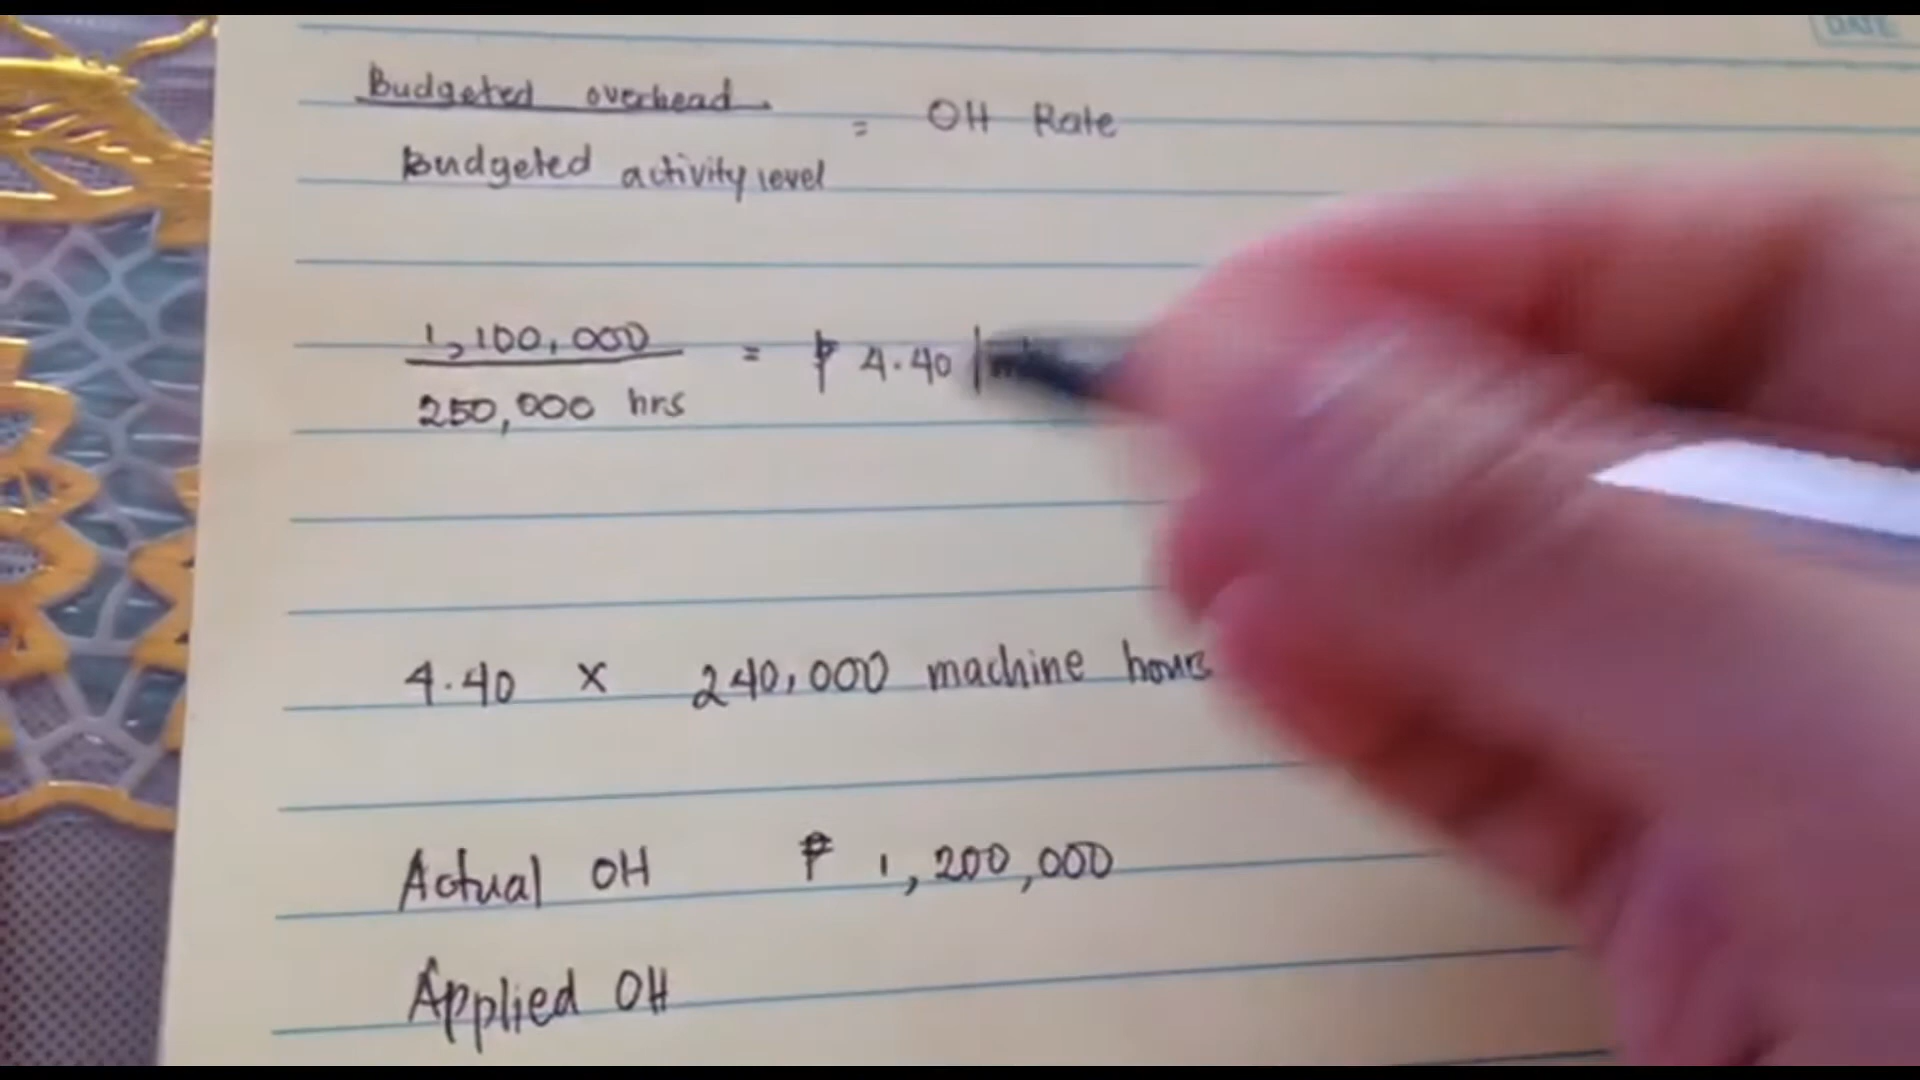 DATE
Budgeted overhead = OH Rate
Budgeted activity level
1,100,000
250,000 hrs = ₱ 4.40 /
4.40 x 240,000 machine hours
Actual OH ₱ 1,200,000
Applied OH